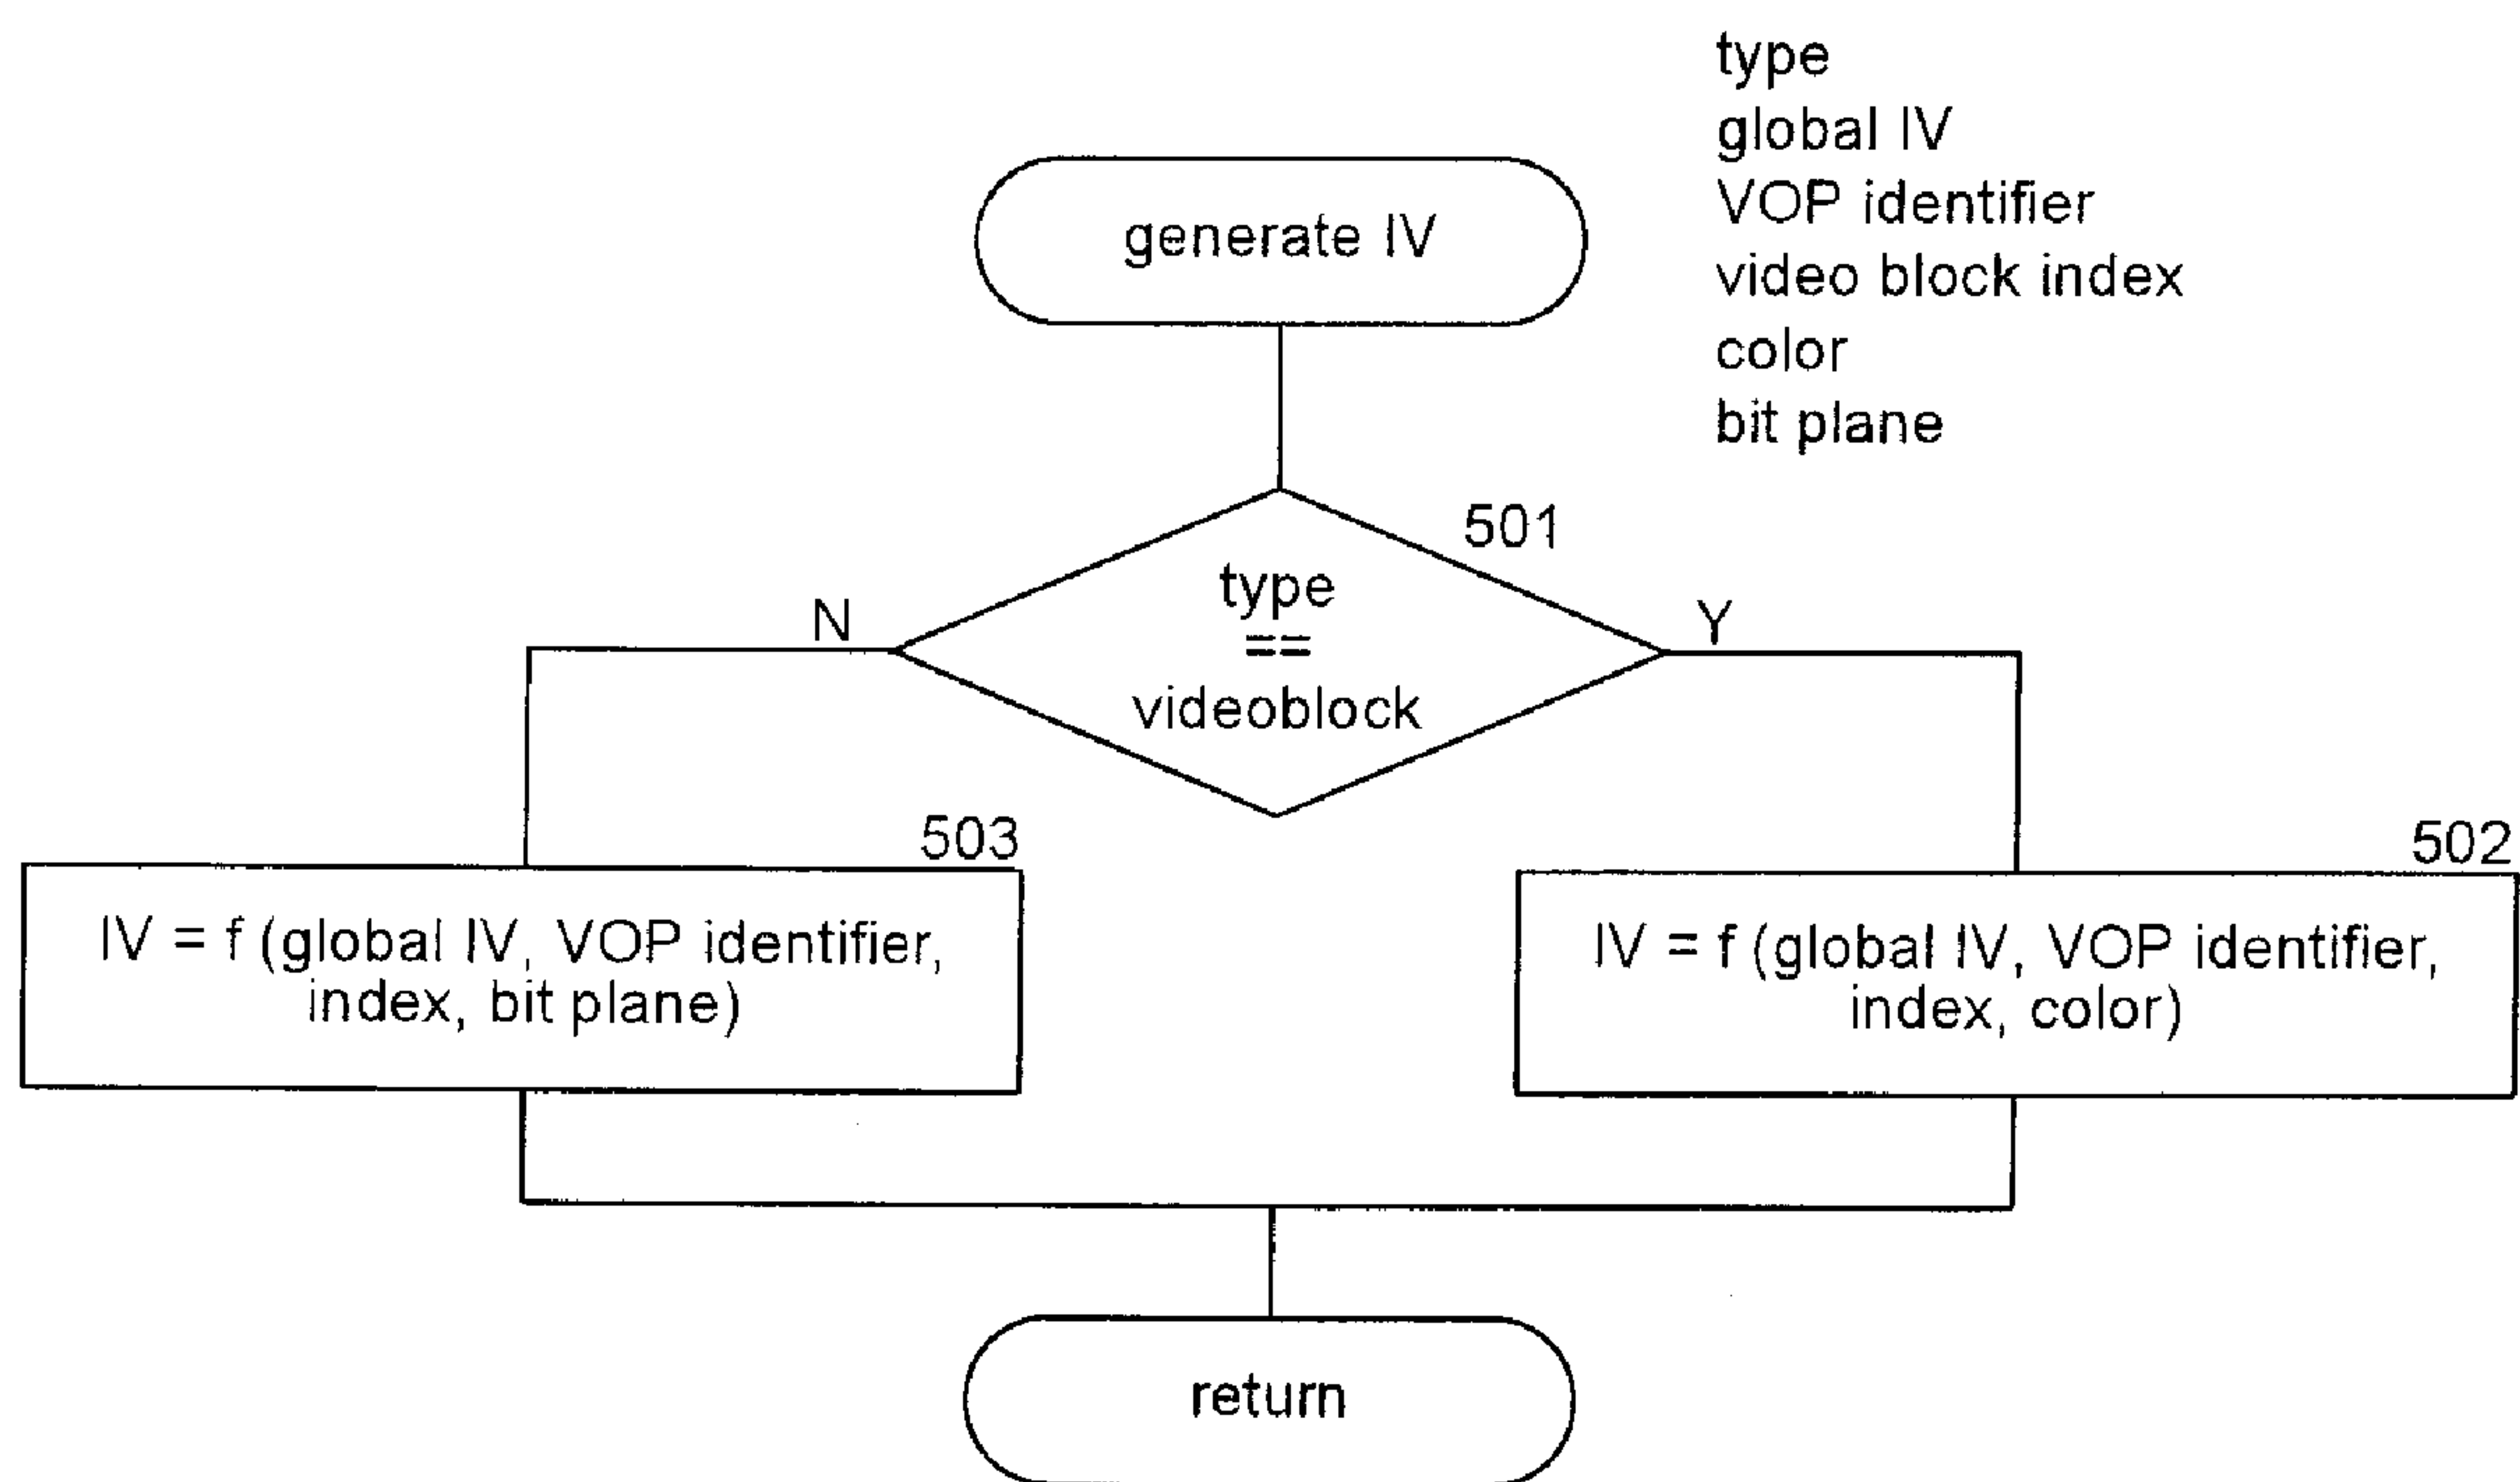 type
global IV
VOP identifier
video block index
color
bit plane
generate IV
501
type
==
videoblock
N
Y
503
IV = f (global IV, VOP identifier,
index, bit plane)
502
IV = f (global IV, VOP identifier,
index, color)
return